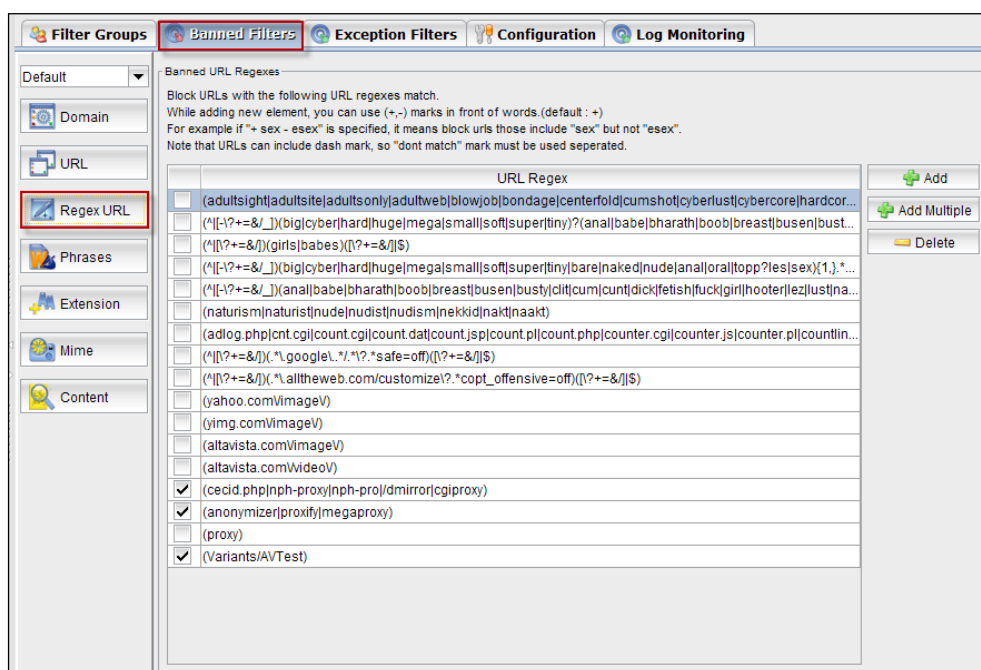 Filter Groups
Banned Filters
Exception Filters
Configuration
Log Monitoring
Default
Domain
URL
Regex URL
Phrases
Extension
Mime
Content
Banned URL Regexes
Block URLs with the following URL regexes match.
While adding new element, you can use (+,-) marks in front of words.(default : +)
For example if "+ sex - esex" is specified, it means block urls those include "sex" but not "esex".
Note that URLs can include dash mark, so "dont match" mark must be used seperated.
URL Regex
(adultsight|adultsite|adultsonly|adultweb|blowjob|bondage|centerfold|cumshot|cyberlust|cybercore|hardcor...
(^|[-\?+=&/_])(big|cyber|hard|huge|mega|small|soft|super|tiny)?(anal|babe|bharath|boob|breast|busen|bust...
(^|[\?+=&/])(girls|babes)([\?+=&/]|$)
(^|[-\?+=&/_])(big|cyber|hard|huge|mega|small|soft|super|tiny|bare|naked|nude|anal|oral|topp?les|sex){1,}.*...
(^|[-\?+=&/_])(anal|babe|bharath|boob|breast|busen|busty|clit|cum|cunt|dick|fetish|fuck|girl|hooter|lez|lust|na...
(naturism|naturist|nude|nudist|nudism|nekkid|nakt|naakt)
(adlog.php|cnt.cgi|count.cgi|count.dat|count.jsp|count.pl|count.php|counter.cgi|counter.js|counter.pl|countlin...
(^|[\?+=&/])(.*\.google\..*/.*\?.*safe=off)([\?+=&/]|$)
(^|[\?+=&/])(.*\.alltheweb.com/customize\?.*copt_offensive=off)([\?+=&/]|$)
(yahoo.com\/image\/)
(yimg.com\/image\/)
(altavista.com\/image\/)
(altavista.com\/video\/)
(cecid.php|nph-proxy|nph-pro|/dmirror|cgiproxy)
(anonymizer|proxify|megaproxy)
(proxy)
(Variants/AVTest)
Add
Add Multiple
Delete